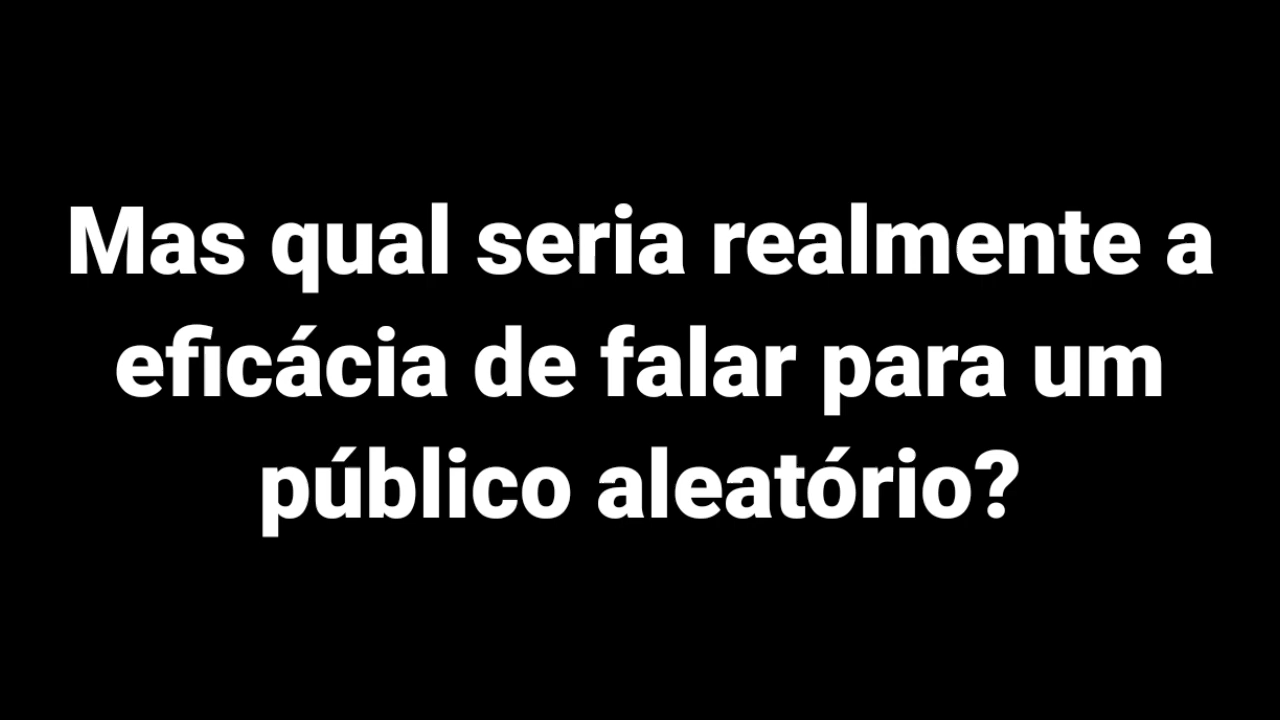 Mas qual seria realmente a
eficácia de falar para um
público aleatório?